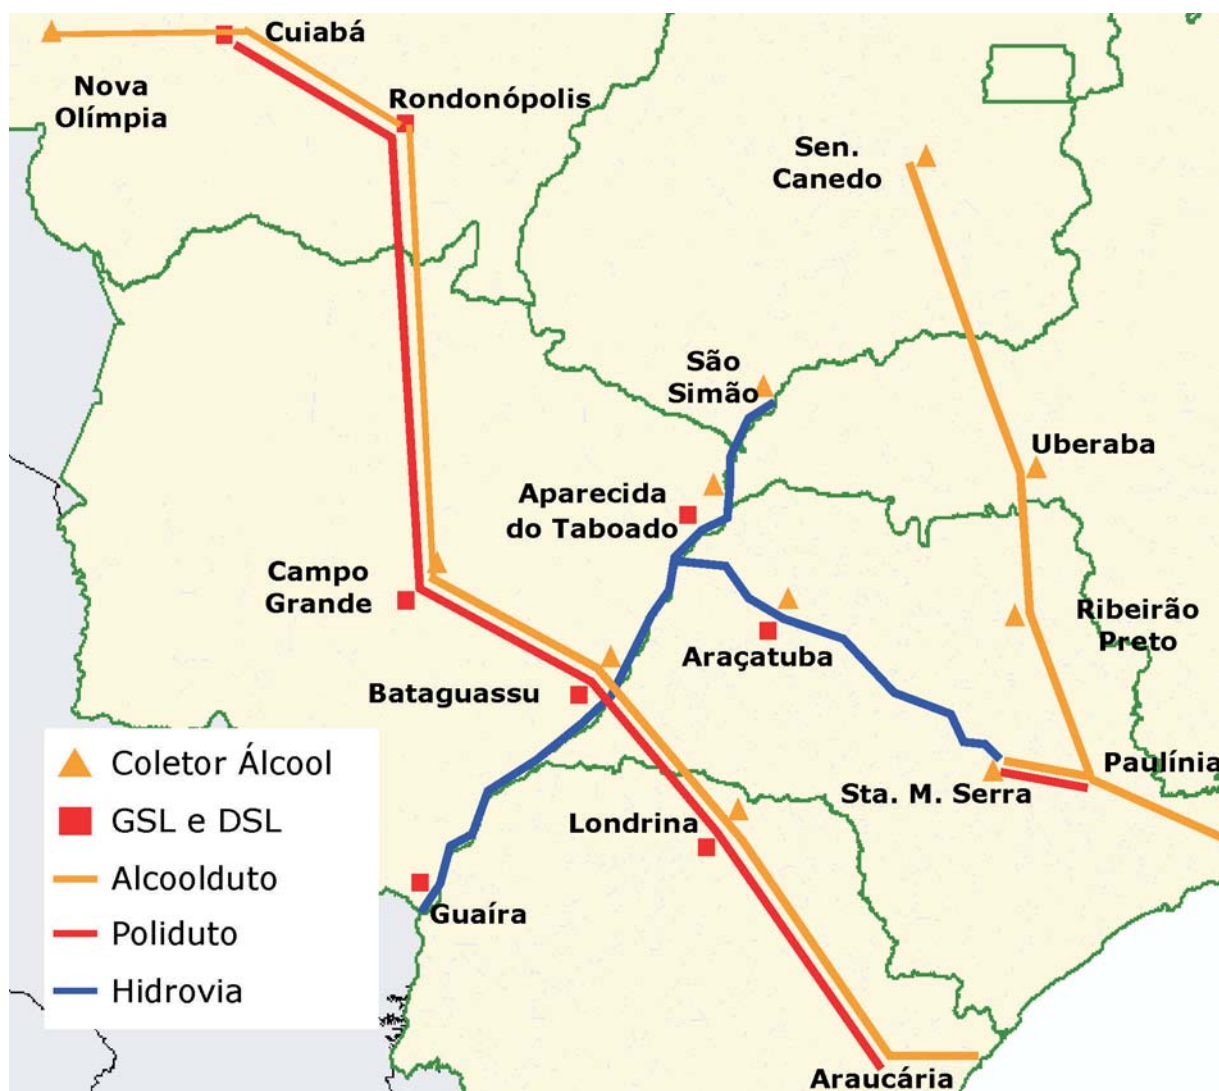 Cuiabá
Nova
Olímpia
Rondonópolis
Sen.
Canedo
São
Simão
Uberaba
Aparecida
do Taboado
Campo
Grande
Ribeirão
Preto
Araçatuba
Bataguassu
Paulínia
Sta. M. Serra
Londrina
Guaíra
Araucária
Coletor Álcool
GSL e DSL
Alcoolduto
Poliduto
Hidrovia